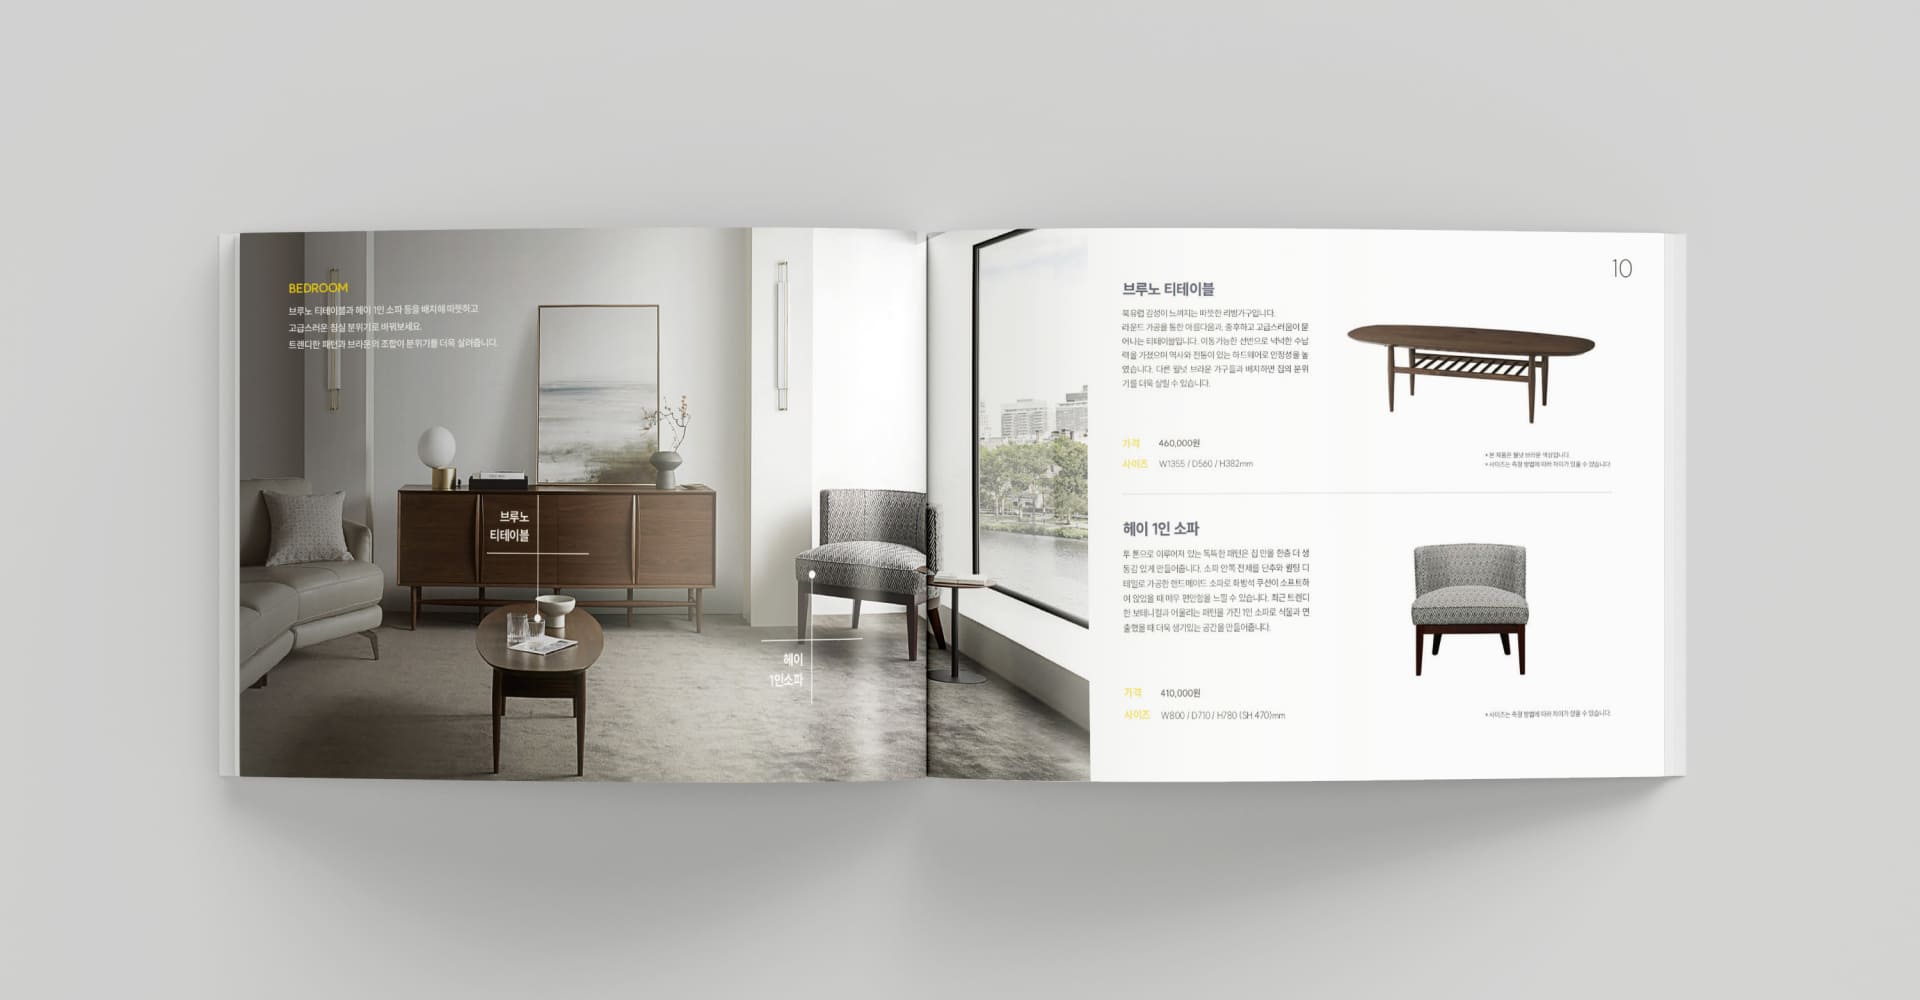 BEDROOM
브루노 티테이블과 헤이 1인 소파 등을 배치해 따뜻하고
고급스러운 침실 분위기로 바꿔보세요.
트렌디한 패턴과 브라운의 조합이 분위기를 더욱 살려줍니다.
브루노
티테이블
헤이
1인소파
10
브루노 티테이블
북유럽 감성이 느껴지는 따뜻한 리빙가구입니다.
라운드 가공을 통한 아름다움과, 중후하고 고급스러움이 묻
어나는 티테이블입니다. 이동가능한 선반으로 넉넉한 수납
력을 가졌으며 역사와 전통이 있는 하드웨어로 안정성을 높
였습니다. 다른 월넛 브라운 가구들과 배치하면 집의 분위
기를 더욱 살릴 수 있습니다.
가격 460,000원
사이즈 W1355 / D560 / H382mm
* 본 제품은 월넛 브라운 색상입니다.
* 사이즈는 측정 방법에 따라 차이가 있을 수 있습니다.
헤이 1인 소파
투 톤으로 이루어져 있는 독특한 패턴은 집 안을 한층 더 생
동감 있게 만들어줍니다. 소파 안쪽 전체를 단추와 퀼팅 디
테일로 가공한 핸드메이드 소파로 화방석 쿠션이 소프트하
여 앉았을 때 매우 편안함을 느낄 수 있습니다. 최근 트렌디
한 보테니컬과 어울리는 패턴을 가진 1인 소파로 식물과 연
출했을 때 더욱 생기있는 공간을 만들어줍니다.
가격 410,000원
사이즈 W800 / D710 / H780 (SH 470)mm
* 사이즈는 측정 방법에 따라 차이가 있을 수 있습니다.